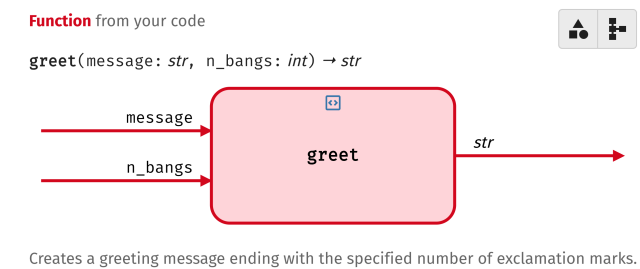 Function from your code
greet(message: str, n_bangs: int) → str
message
n_bangs
greet
str
Creates a greeting message ending with the specified number of exclamation marks.